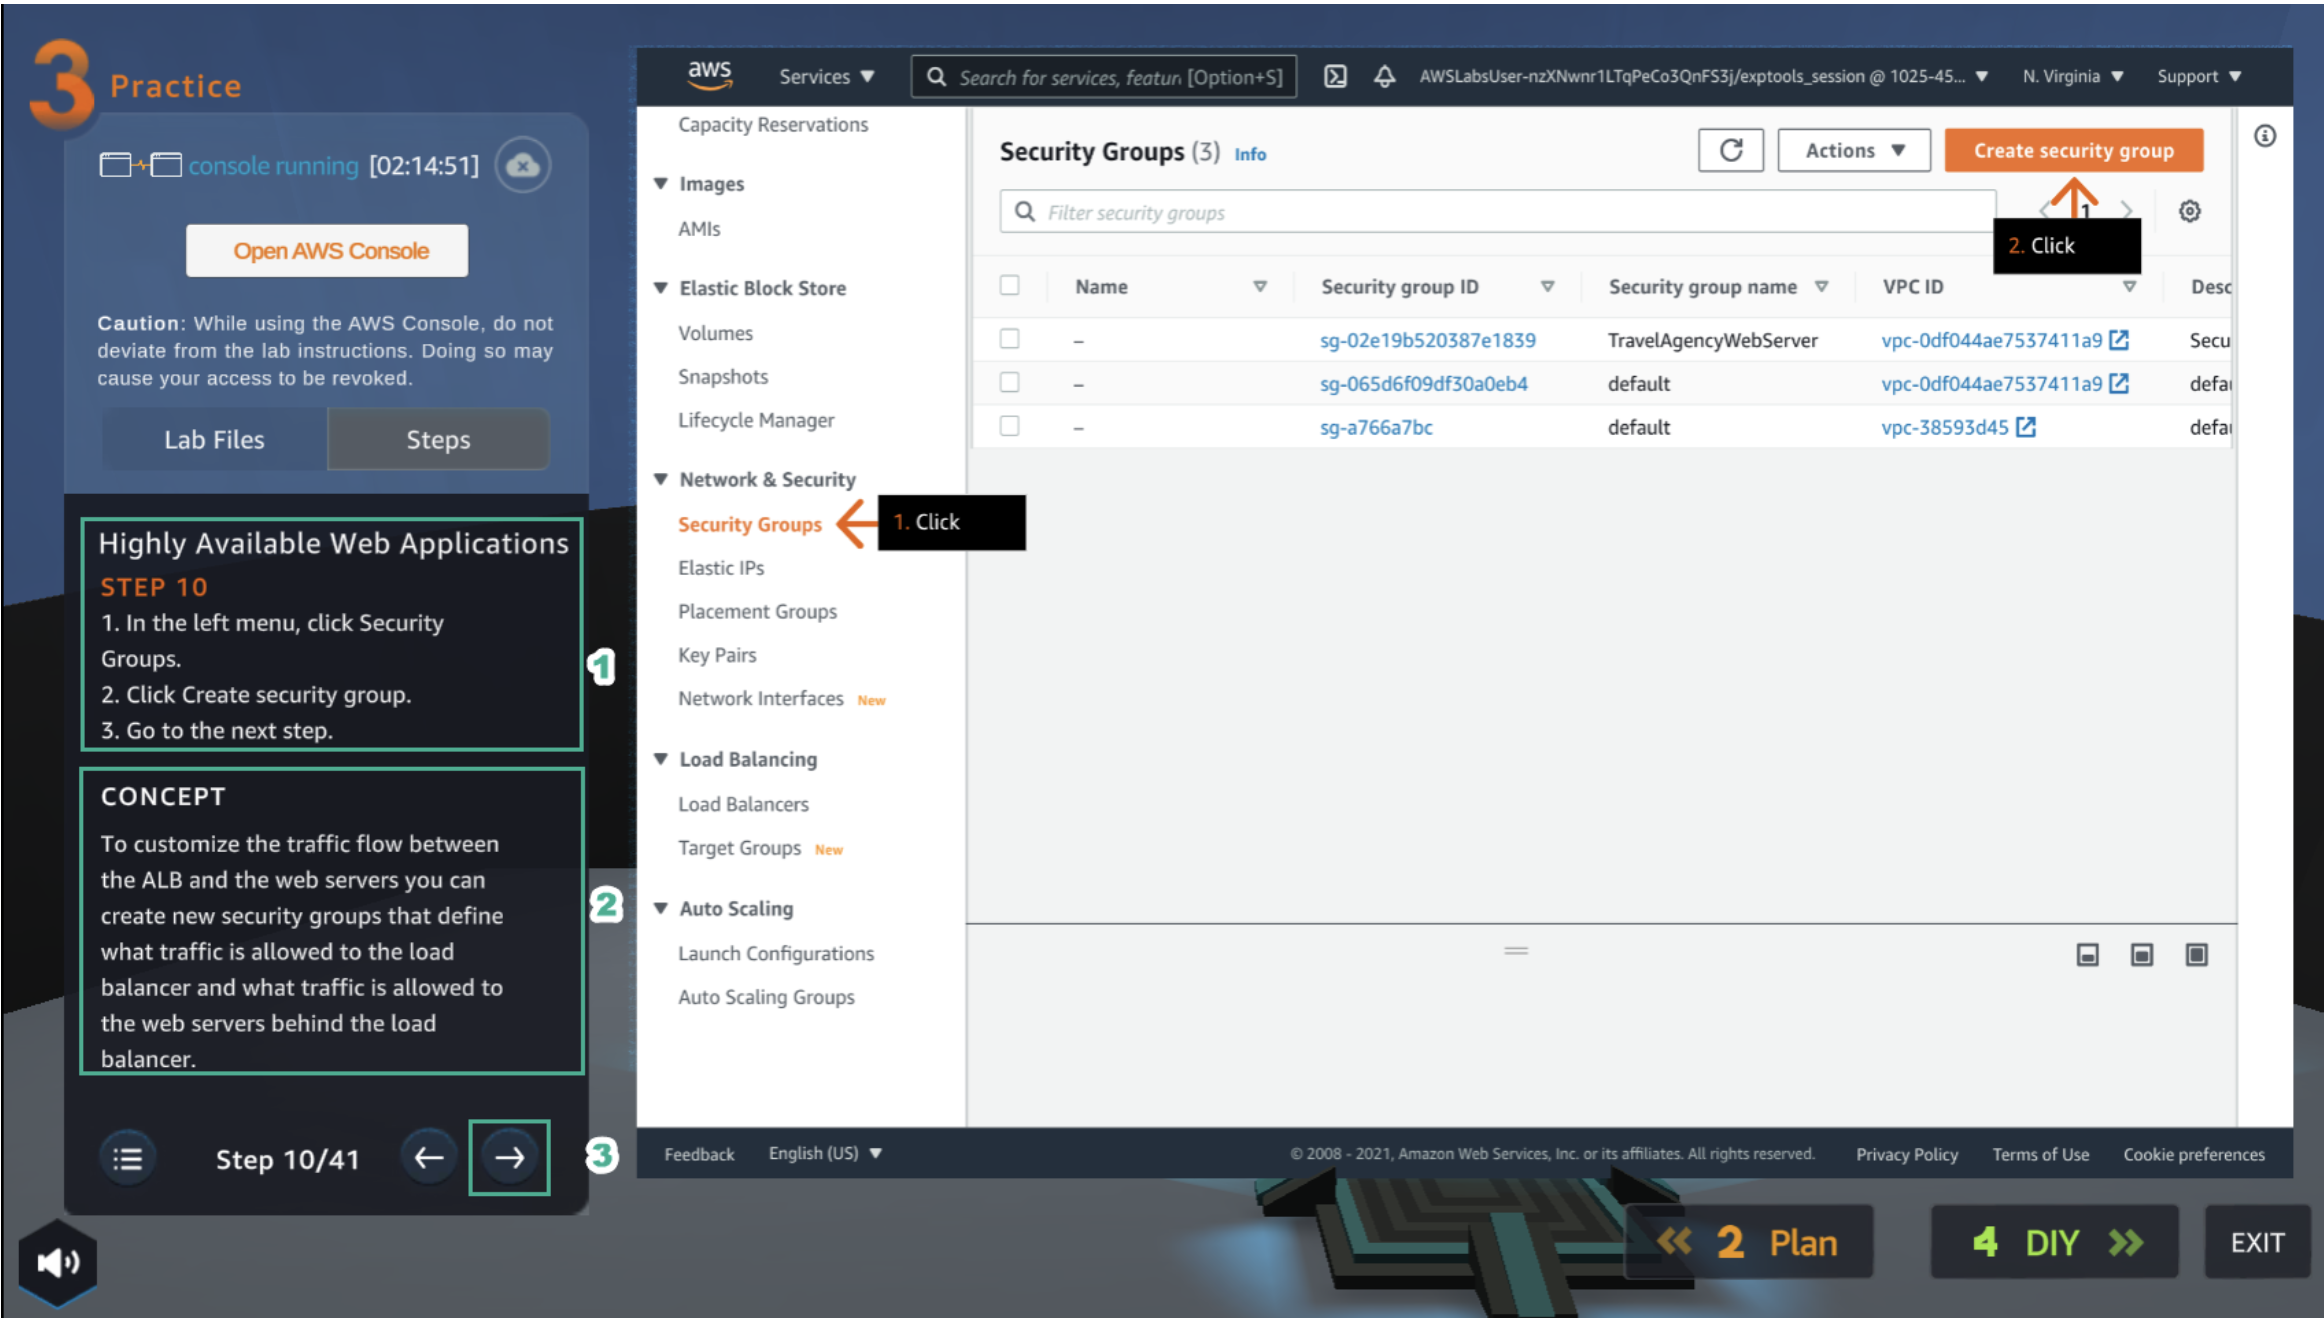 3 Practice
console running [02:14:51]
Open AWS Console
Caution: While using the AWS Console, do not
deviate from the lab instructions. Doing so may
cause your access to be revoked.
Lab Files
Steps
Highly Available Web Applications
STEP 10
1. In the left menu, click Security
Groups.
2. Click Create security group.
3. Go to the next step.
1
CONCEPT
To customize the traffic flow between
the ALB and the web servers you can
create new security groups that define
what traffic is allowed to the load
balancer and what traffic is allowed to
the web servers behind the load
balancer.
2
Step 10/41
3
aws
Services
Search for services, featur [Option+S]
AWSLabsUser-nzXNwnr1LTqPeCo3QnFS3j/exptools_session @ 1025-45...
N. Virginia
Support
Capacity Reservations
Images
AMIs
Elastic Block Store
Volumes
Snapshots
Lifecycle Manager
Network & Security
Security Groups
1. Click
Elastic IPs
Placement Groups
Key Pairs
Network Interfaces New
Load Balancing
Load Balancers
Target Groups New
Auto Scaling
Launch Configurations
Auto Scaling Groups
Security Groups (3) Info
Actions
Create security group
Filter security groups
1
2. Click
Name Security group ID Security group name VPC ID Desc
– sg-02e19b520387e1839 TravelAgencyWebServer vpc-0df044ae7537411a9 Secu
– sg-065d6f09df30a0eb4 default vpc-0df044ae7537411a9 defau
– sg-a766a7bc default vpc-38593d45 defau
Feedback
English (US)
© 2008 - 2021, Amazon Web Services, Inc. or its affiliates. All rights reserved.
Privacy Policy
Terms of Use
Cookie preferences
2 Plan
4 DIY
EXIT